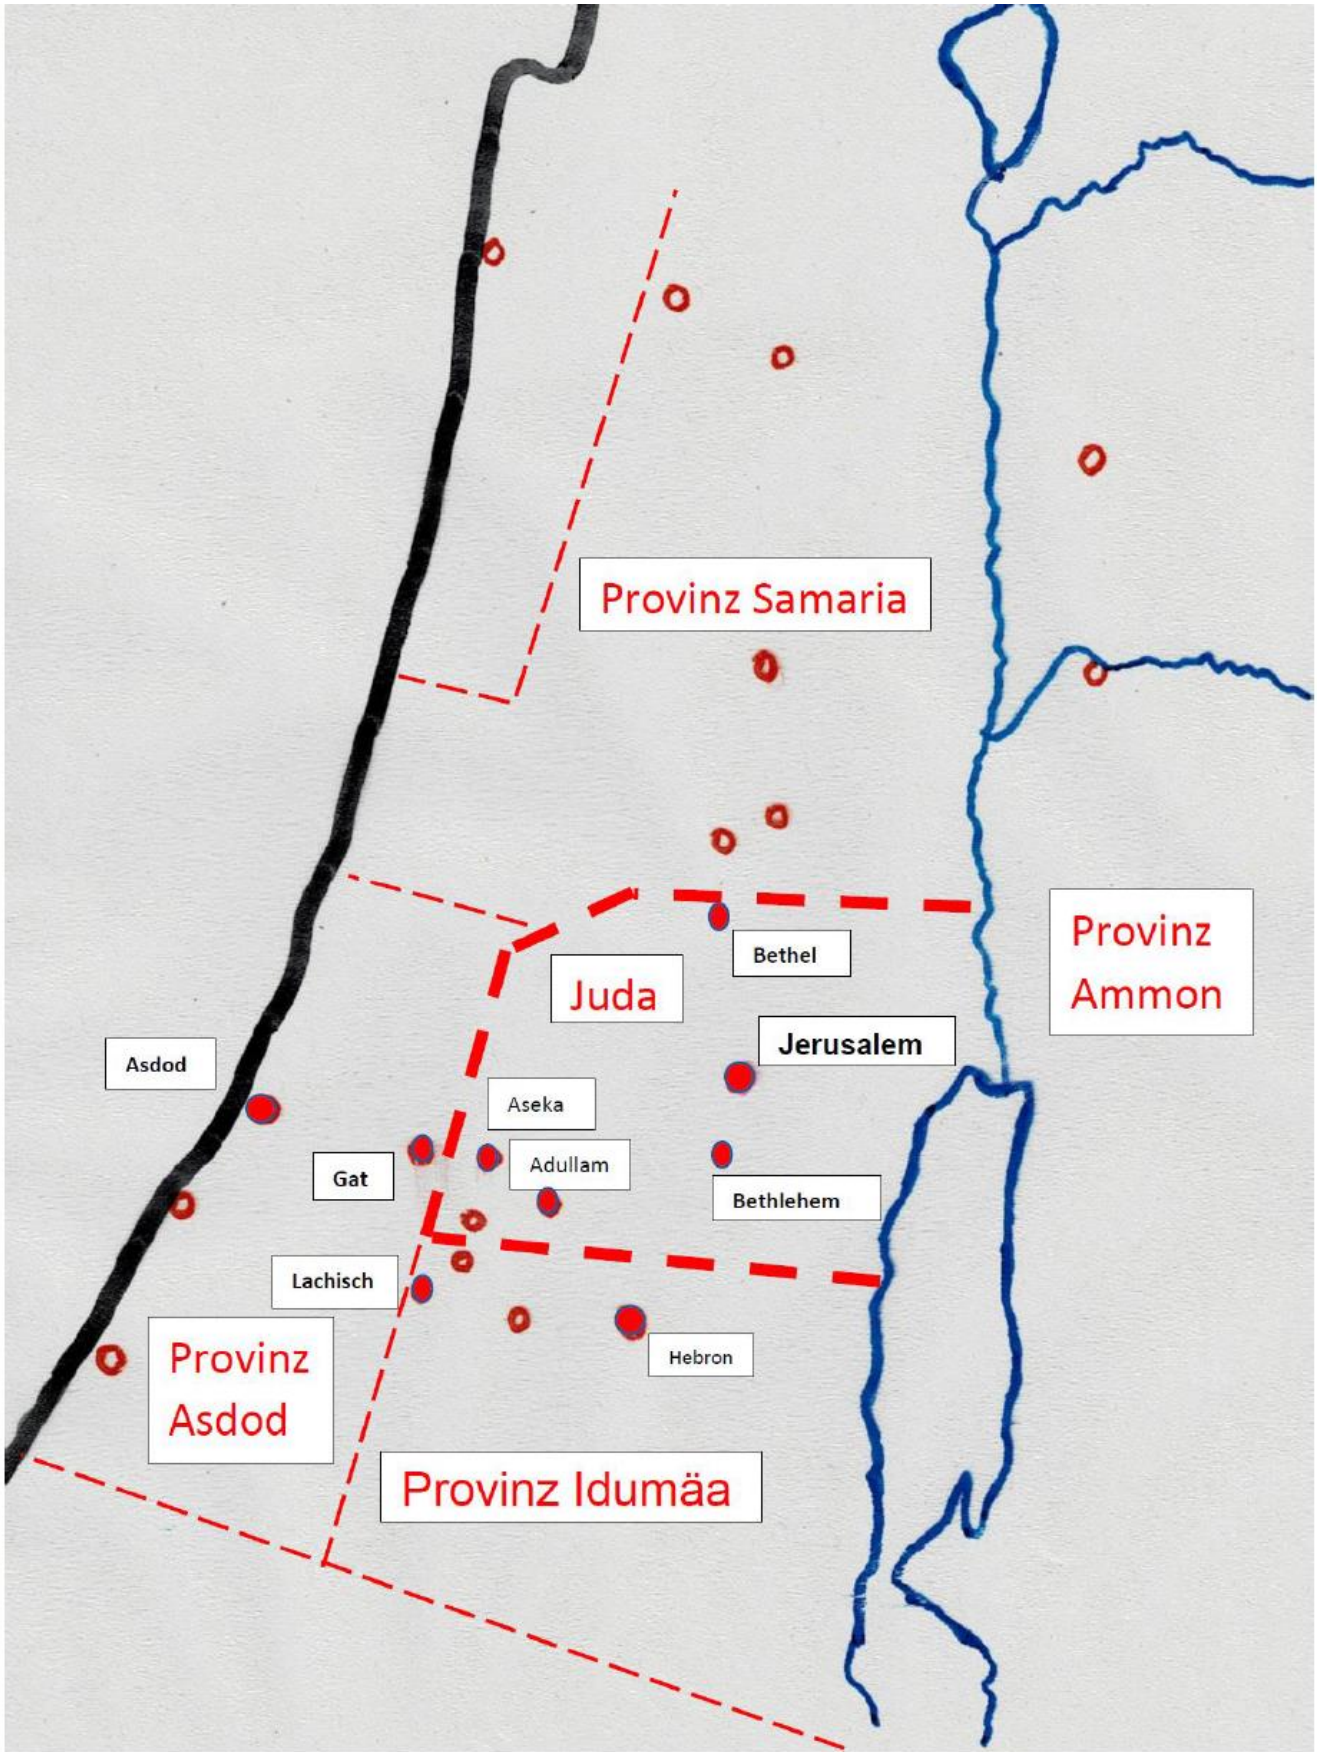 Provinz Samaria
Provinz
Ammon
Bethel
Juda
Jerusalem
Asdod
Aseka
Adullam
Gat
Bethlehem
Lachisch
Provinz
Asdod
Hebron
Provinz Idumäa